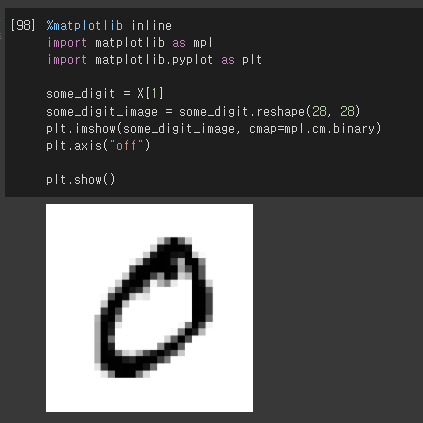 [98] %matplotlib inline
import matplotlib as mpl
import matplotlib.pyplot as plt
some_digit = X[1]
some_digit_image = some_digit.reshape(28, 28)
plt.imshow(some_digit_image, cmap=mpl.cm.binary)
plt.axis("off")
plt.show()
0